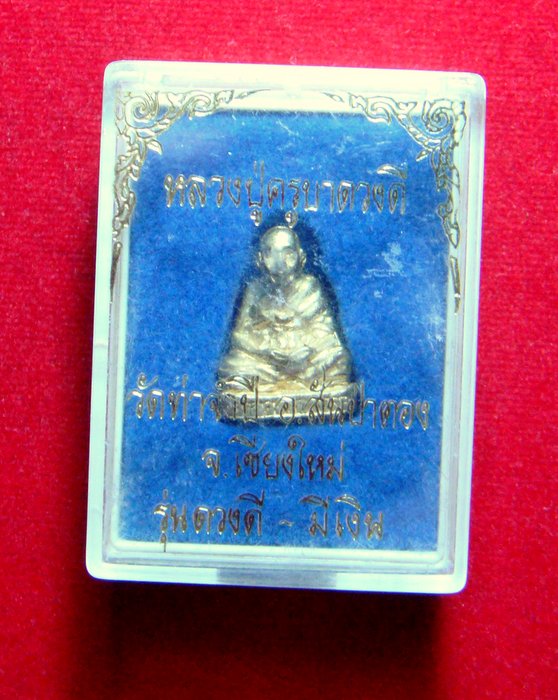 หลวงปู่ครูบาดวงดี
วัดท่าจำปี อ.สันป่าตอง
จ.เชียงใหม่
รุ่นดวงดี - มีเงิน